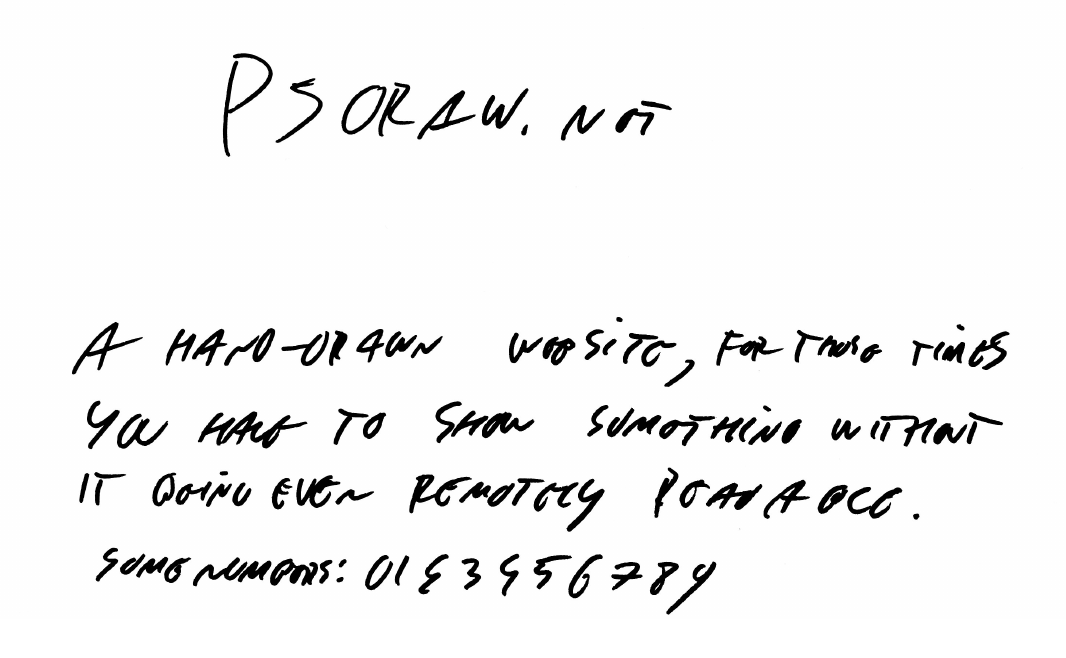 PSDRAW.NET
A HAND-DRAWN WEBSITE, FOR THOSE TIMES
YOU HAVE TO SHOW SOMETHING WITHOUT
IT BEING EVEN REMOTELY READABLE.
SOME NUMBERS: 0123456789